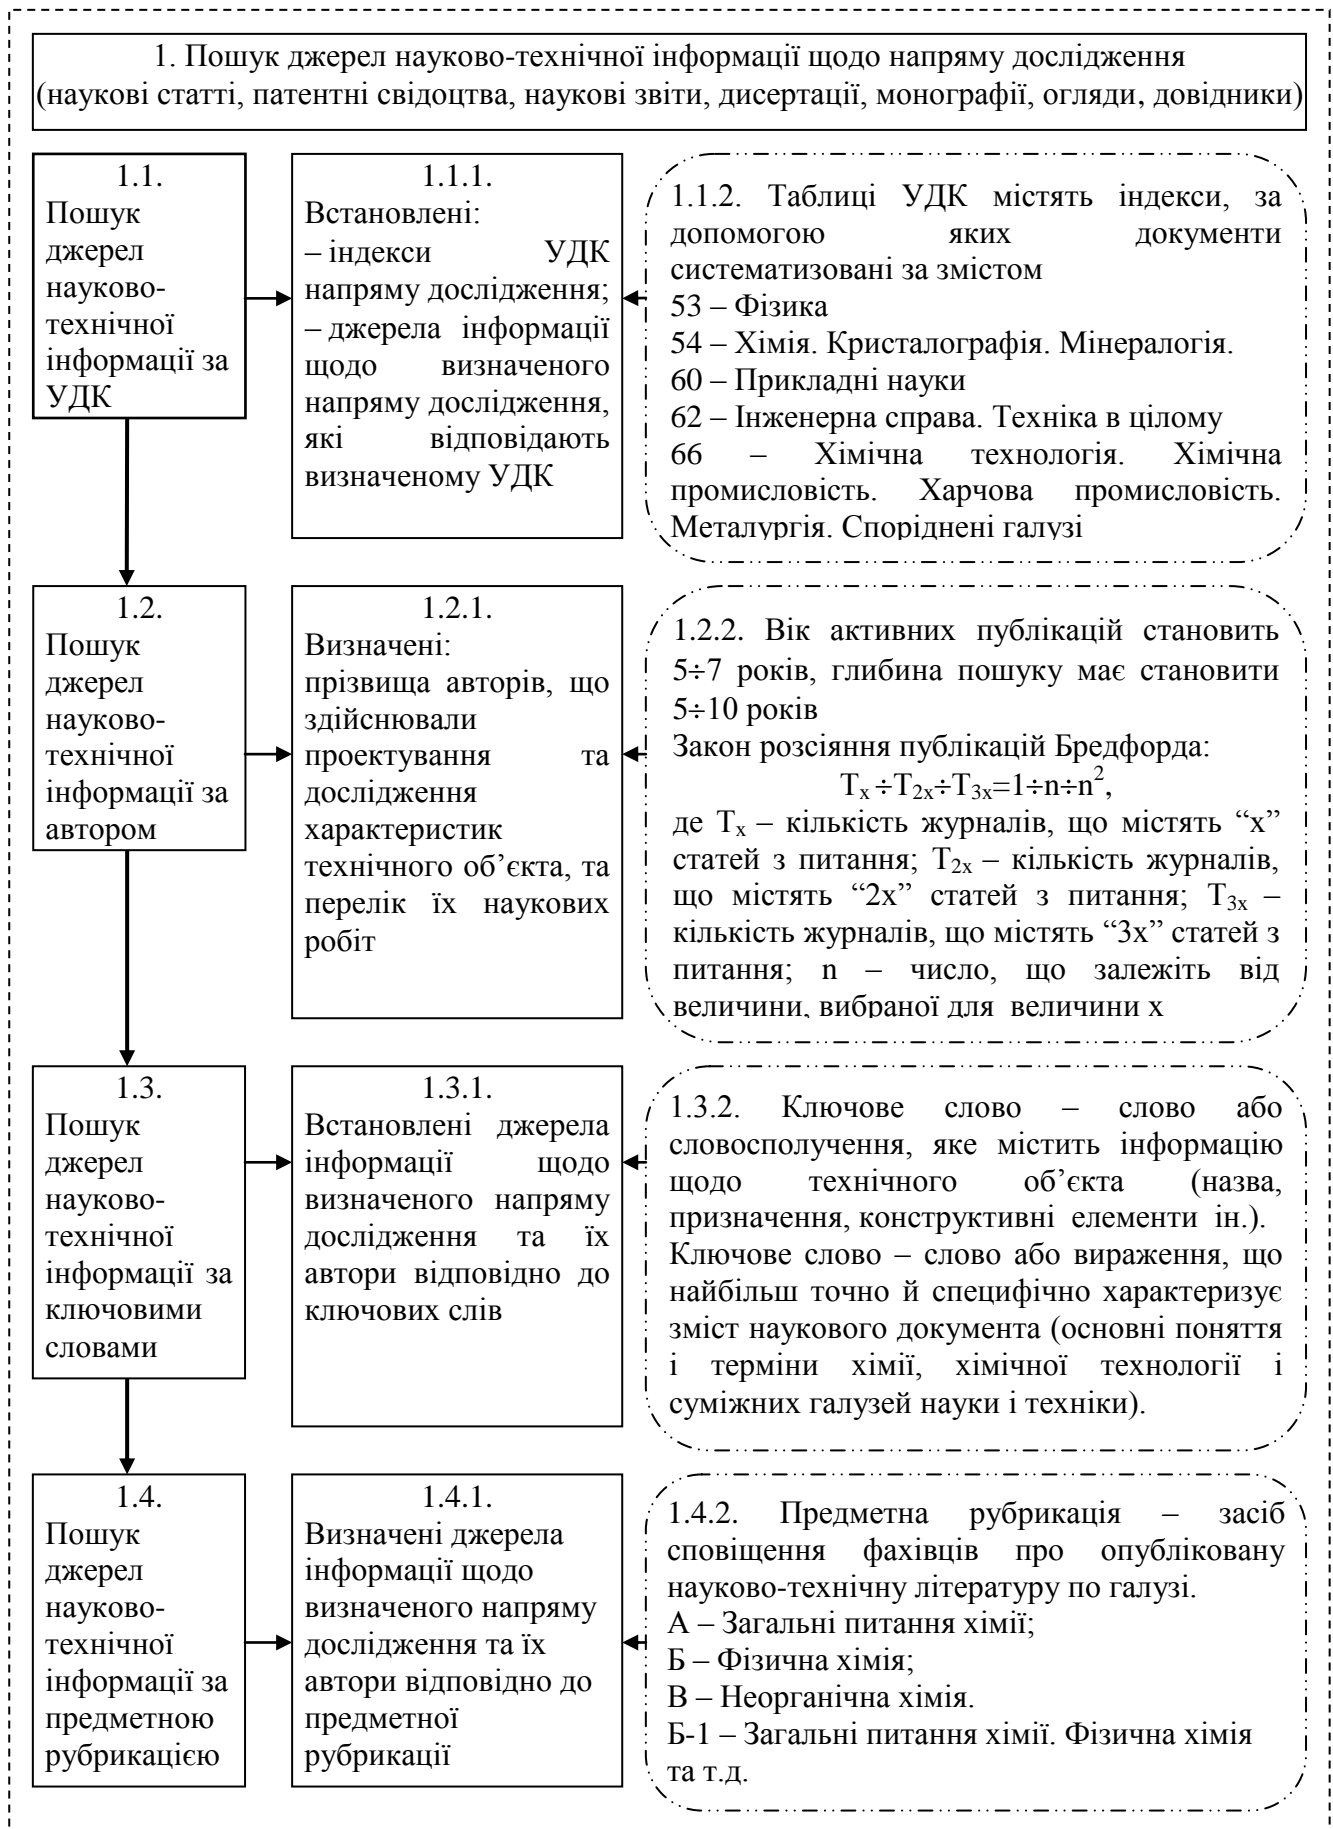 1. Пошук джерел науково-технічної інформації щодо напряму дослідження
(наукові статті, патентні свідоцтва, наукові звіти, дисертації, монографії, огляди, довідники)
1.1.
Пошук
джерел
науково-
технічної
інформації за
УДК
1.1.1.
Встановлені:
– індекси УДК
напряму дослідження;
– джерела інформації
щодо визначеного
напряму дослідження,
які відповідають
визначеному УДК
1.1.2. Таблиці УДК містять індекси, за
допомогою яких документи
систематизовані за змістом
53 – Фізика
54 – Хімія. Кристалографія. Мінералогія.
60 – Прикладні науки
62 – Інженерна справа. Техніка в цілому
66 – Хімічна технологія. Хімічна
промисловість. Харчова промисловість.
Металургія. Споріднені галузі
1.2.
Пошук
джерел
науково-
технічної
інформації за
автором
1.2.1.
Визначені:
прізвища авторів, що
здійснювали
проектування та
дослідження
характеристик
технічного об’єкта, та
перелік їх наукових
робіт
1.2.2. Вік активних публікацій становить
5÷7 років, глибина пошуку має становити
5÷10 років
Закон розсіяння публікацій Бредфорда:
Tₓ÷T₂ₓ÷T₃ₓ=1÷n÷n²,
де Tₓ – кількість журналів, що містять “x”
статей з питання; T₂ₓ – кількість журналів,
що містять “2x” статей з питання; T₃ₓ –
кількість журналів, що містять “3x” статей з
питання; n – число, що залежіть від
величини, вибраної для величини x
1.3.
Пошук
джерел
науково-
технічної
інформації за
ключовими
словами
1.3.1.
Встановлені джерела
інформації щодо
визначеного напряму
дослідження та їх
автори відповідно до
ключових слів
1.3.2. Ключове слово – слово або
словосполучення, яке містить інформацію
щодо технічного об’єкта (назва,
призначення, конструктивні елементи ін.).
Ключове слово – слово або вираження, що
найбільш точно й специфічно характеризує
зміст наукового документа (основні поняття
і терміни хімії, хімічної технології і
суміжних галузей науки і техніки).
1.4.
Пошук
джерел
науково-
технічної
інформації за
предметною
рубрикацією
1.4.1.
Визначені джерела
інформації щодо
визначеного напряму
дослідження та їх
автори відповідно до
предметної
рубрикації
1.4.2. Предметна рубрикація – засіб
сповіщення фахівців про опубліковану
науково-технічну літературу по галузі.
А – Загальні питання хімії;
Б – Фізична хімія;
В – Неорганічна хімія.
Б-1 – Загальні питання хімії. Фізична хімія
та т.д.